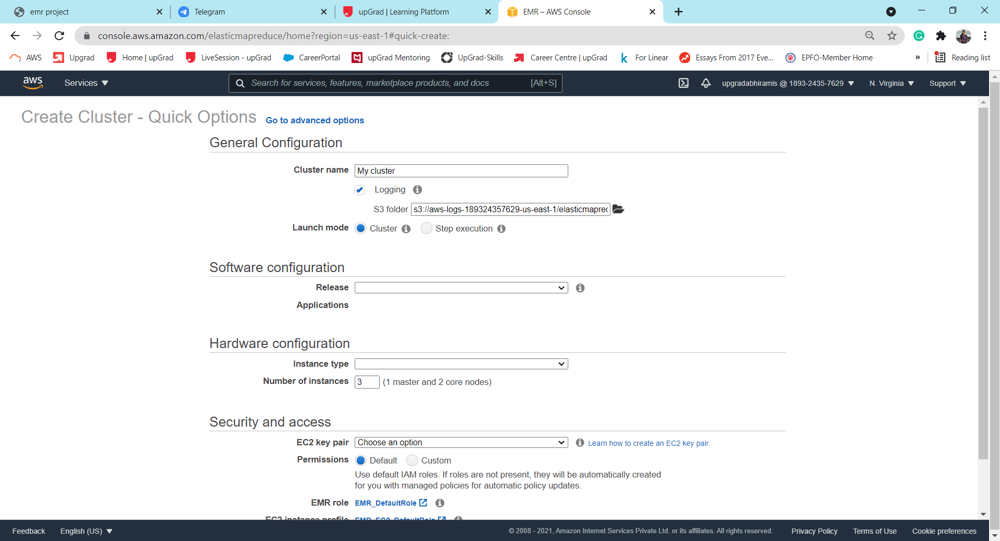 emr project
Telegram
upGrad | Learning Platform
EMR – AWS Console
console.aws.amazon.com/elasticmapreduce/home?region=us-east-1#quick-create:
AWS
Upgrad
Home | upGrad
LiveSession - upGrad
CareerPortal
upGrad Mentoring
UpGrad-Skills
Career Centre | upGrad
For Linear
Essays From 2017 Eve...
EPFO-Member Home
»
Reading list
aws
Services
Search for services, features, marketplace products, and docs [Alt+S]
upgradabhiramis @ 1893-2435-7629
N. Virginia
Support
Create Cluster - Quick Options Go to advanced options
General Configuration
Cluster name My cluster
Logging
S3 folder s3://aws-logs-189324357629-us-east-1/elasticmapred
Launch mode Cluster Step execution
Software configuration
Release
Applications
Hardware configuration
Instance type
Number of instances 3 (1 master and 2 core nodes)
Security and access
EC2 key pair Choose an option Learn how to create an EC2 key pair.
Permissions Default Custom
Use default IAM roles. If roles are not present, they will be automatically created
for you with managed policies for automatic policy updates.
EMR role EMR_DefaultRole
EC2 instance profile EMR_EC2_DefaultRole
Feedback English (US) © 2008 - 2021, Amazon Internet Services Private Ltd. or its affiliates. All rights reserved. Privacy Policy Terms of Use Cookie preferences